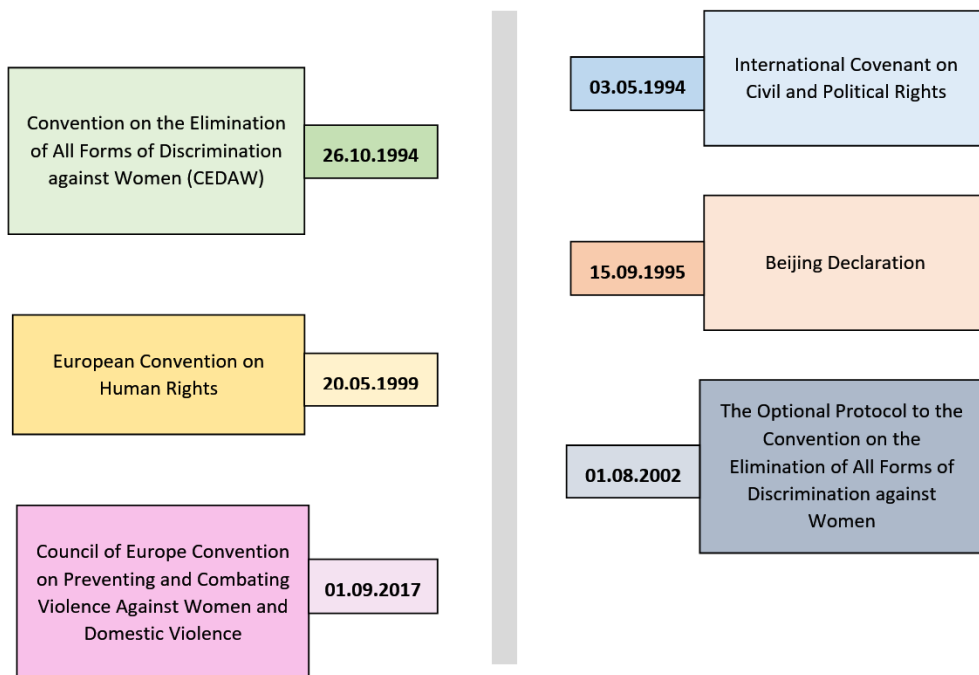 Convention on the Elimination
of All Forms of Discrimination
against Women (CEDAW)
26.10.1994
European Convention on
Human Rights
20.05.1999
Council of Europe Convention
on Preventing and Combating
Violence Against Women and
Domestic Violence
01.09.2017
03.05.1994
International Covenant on
Civil and Political Rights
15.09.1995
Beijing Declaration
01.08.2002
The Optional Protocol to the
Convention on the
Elimination of All Forms of
Discrimination against
Women